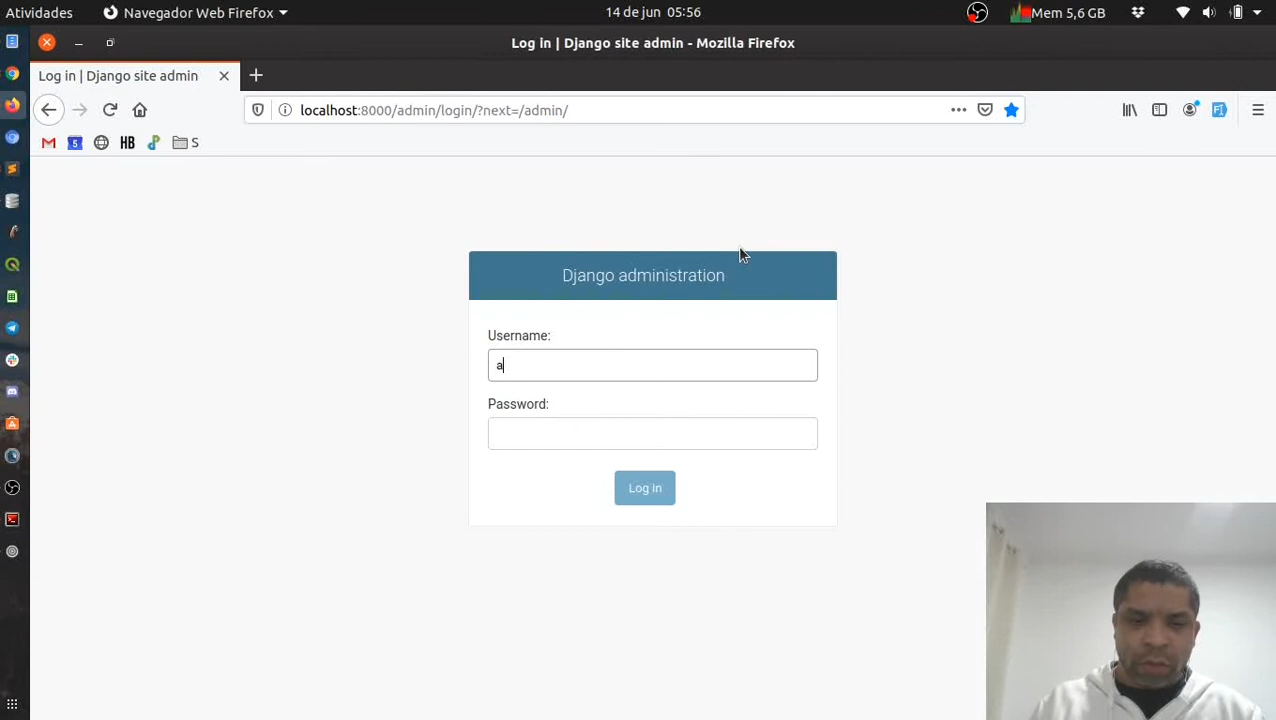 Atividades Navegador Web Firefox 14 de jun 05:56 Mem 5,6 GB
Log in | Django site admin - Mozilla Firefox
Log in | Django site admin
localhost:8000/admin/login/?next=/admin/
5 HB S
Django administration
Username:
a
Password:
Log in